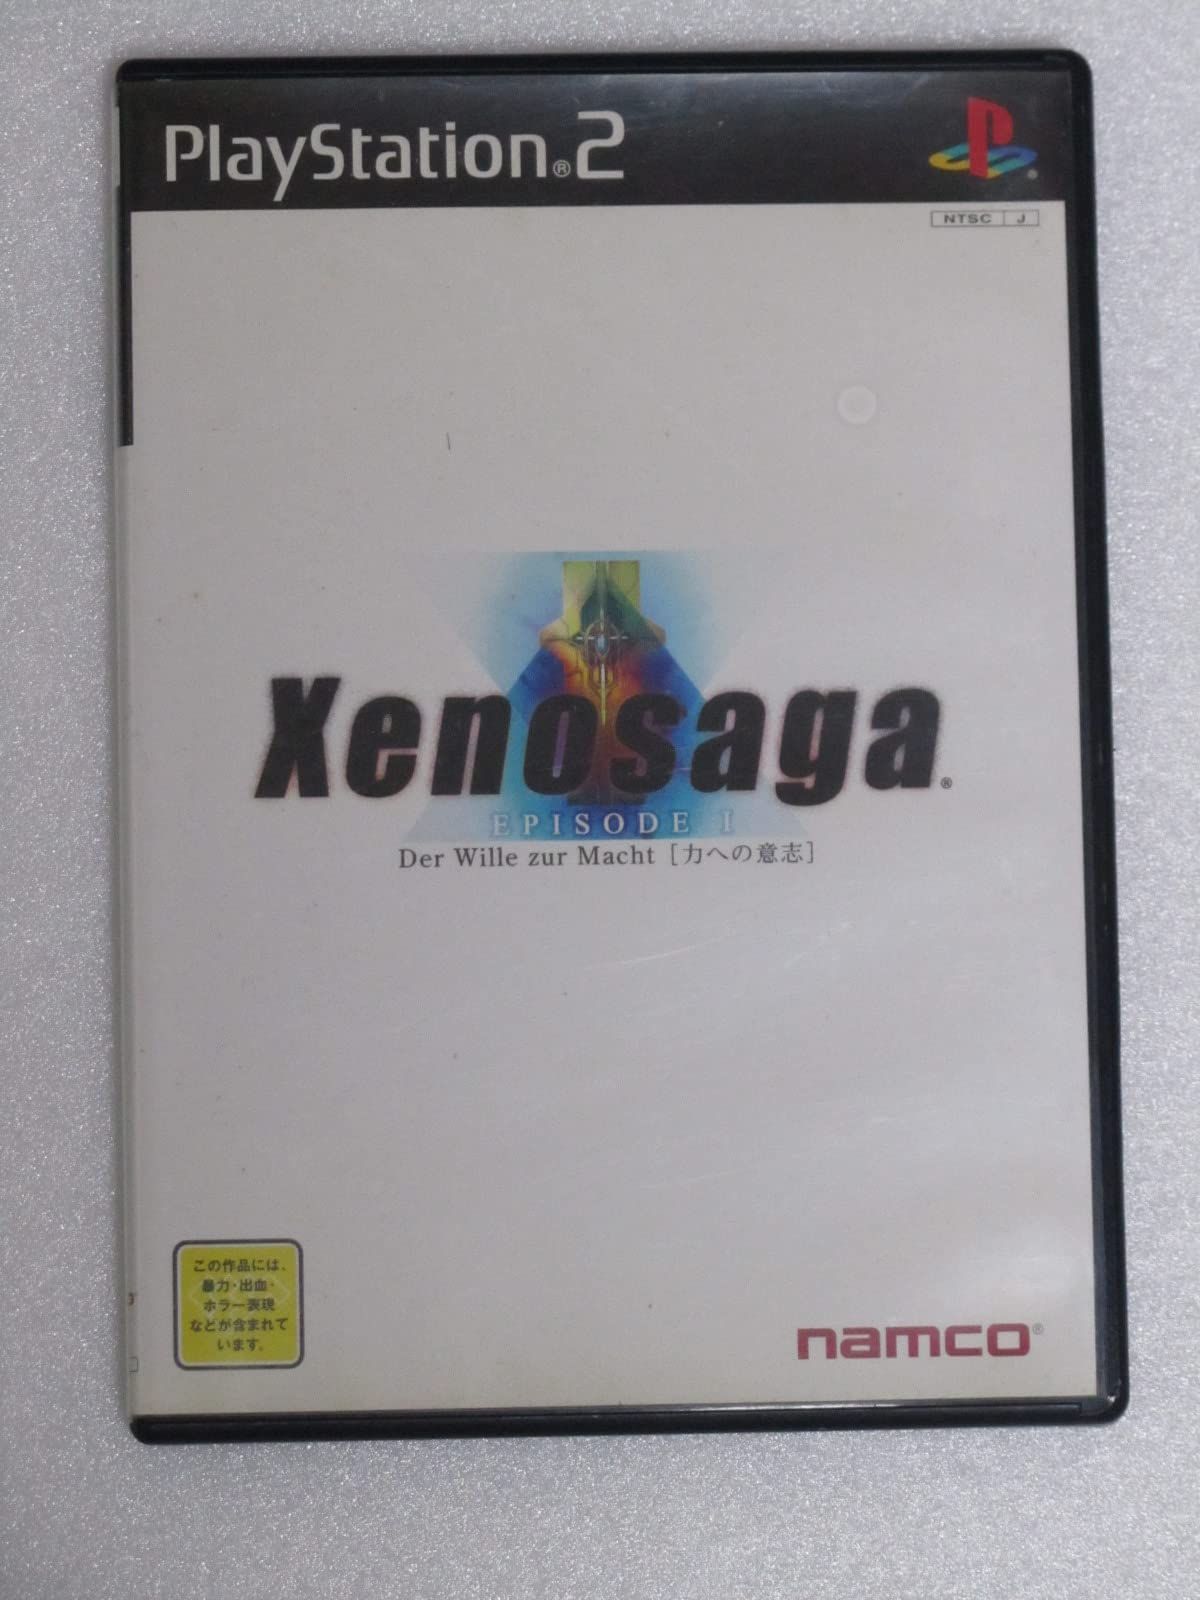 PlayStation®2
NTSC J
Xenosaga®
EPISODE I
Der Wille zur Macht [力への意志]
この作品には、
暴力・出血・
ホラー表現
などが含まれて
います。
namco®